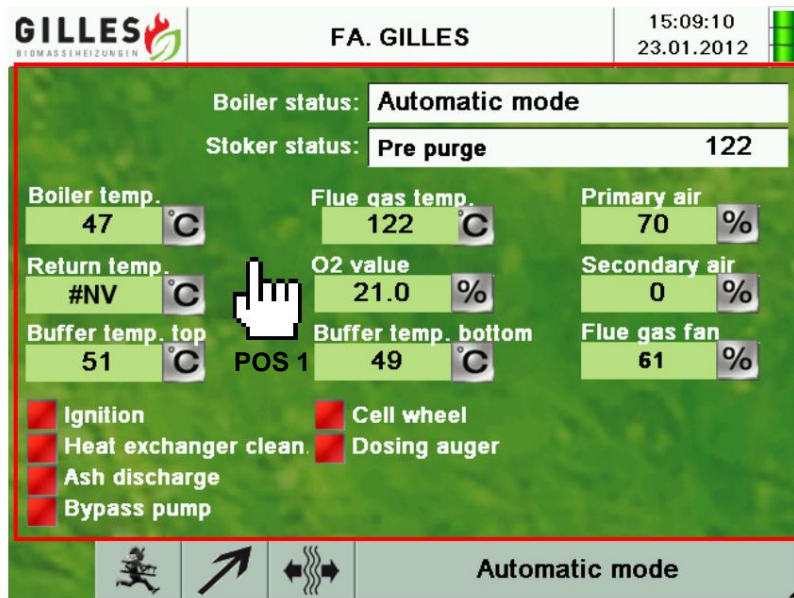 GILLES
BIOMASSEHEIZUNGEN
FA. GILLES
15:09:10
23.01.2012
Boiler status: Automatic mode
Stoker status: Pre purge 122
Boiler temp. Flue gas temp. Primary air
47 °C 122 °C 70 %
Return temp. O2 value Secondary air
#NV °C 21.0 % 0 %
Buffer temp. top Buffer temp. bottom Flue gas fan
51 °C 49 °C 61 %
POS 1
Ignition Cell wheel
Heat exchanger clean. Dosing auger
Ash discharge
Bypass pump
Automatic mode